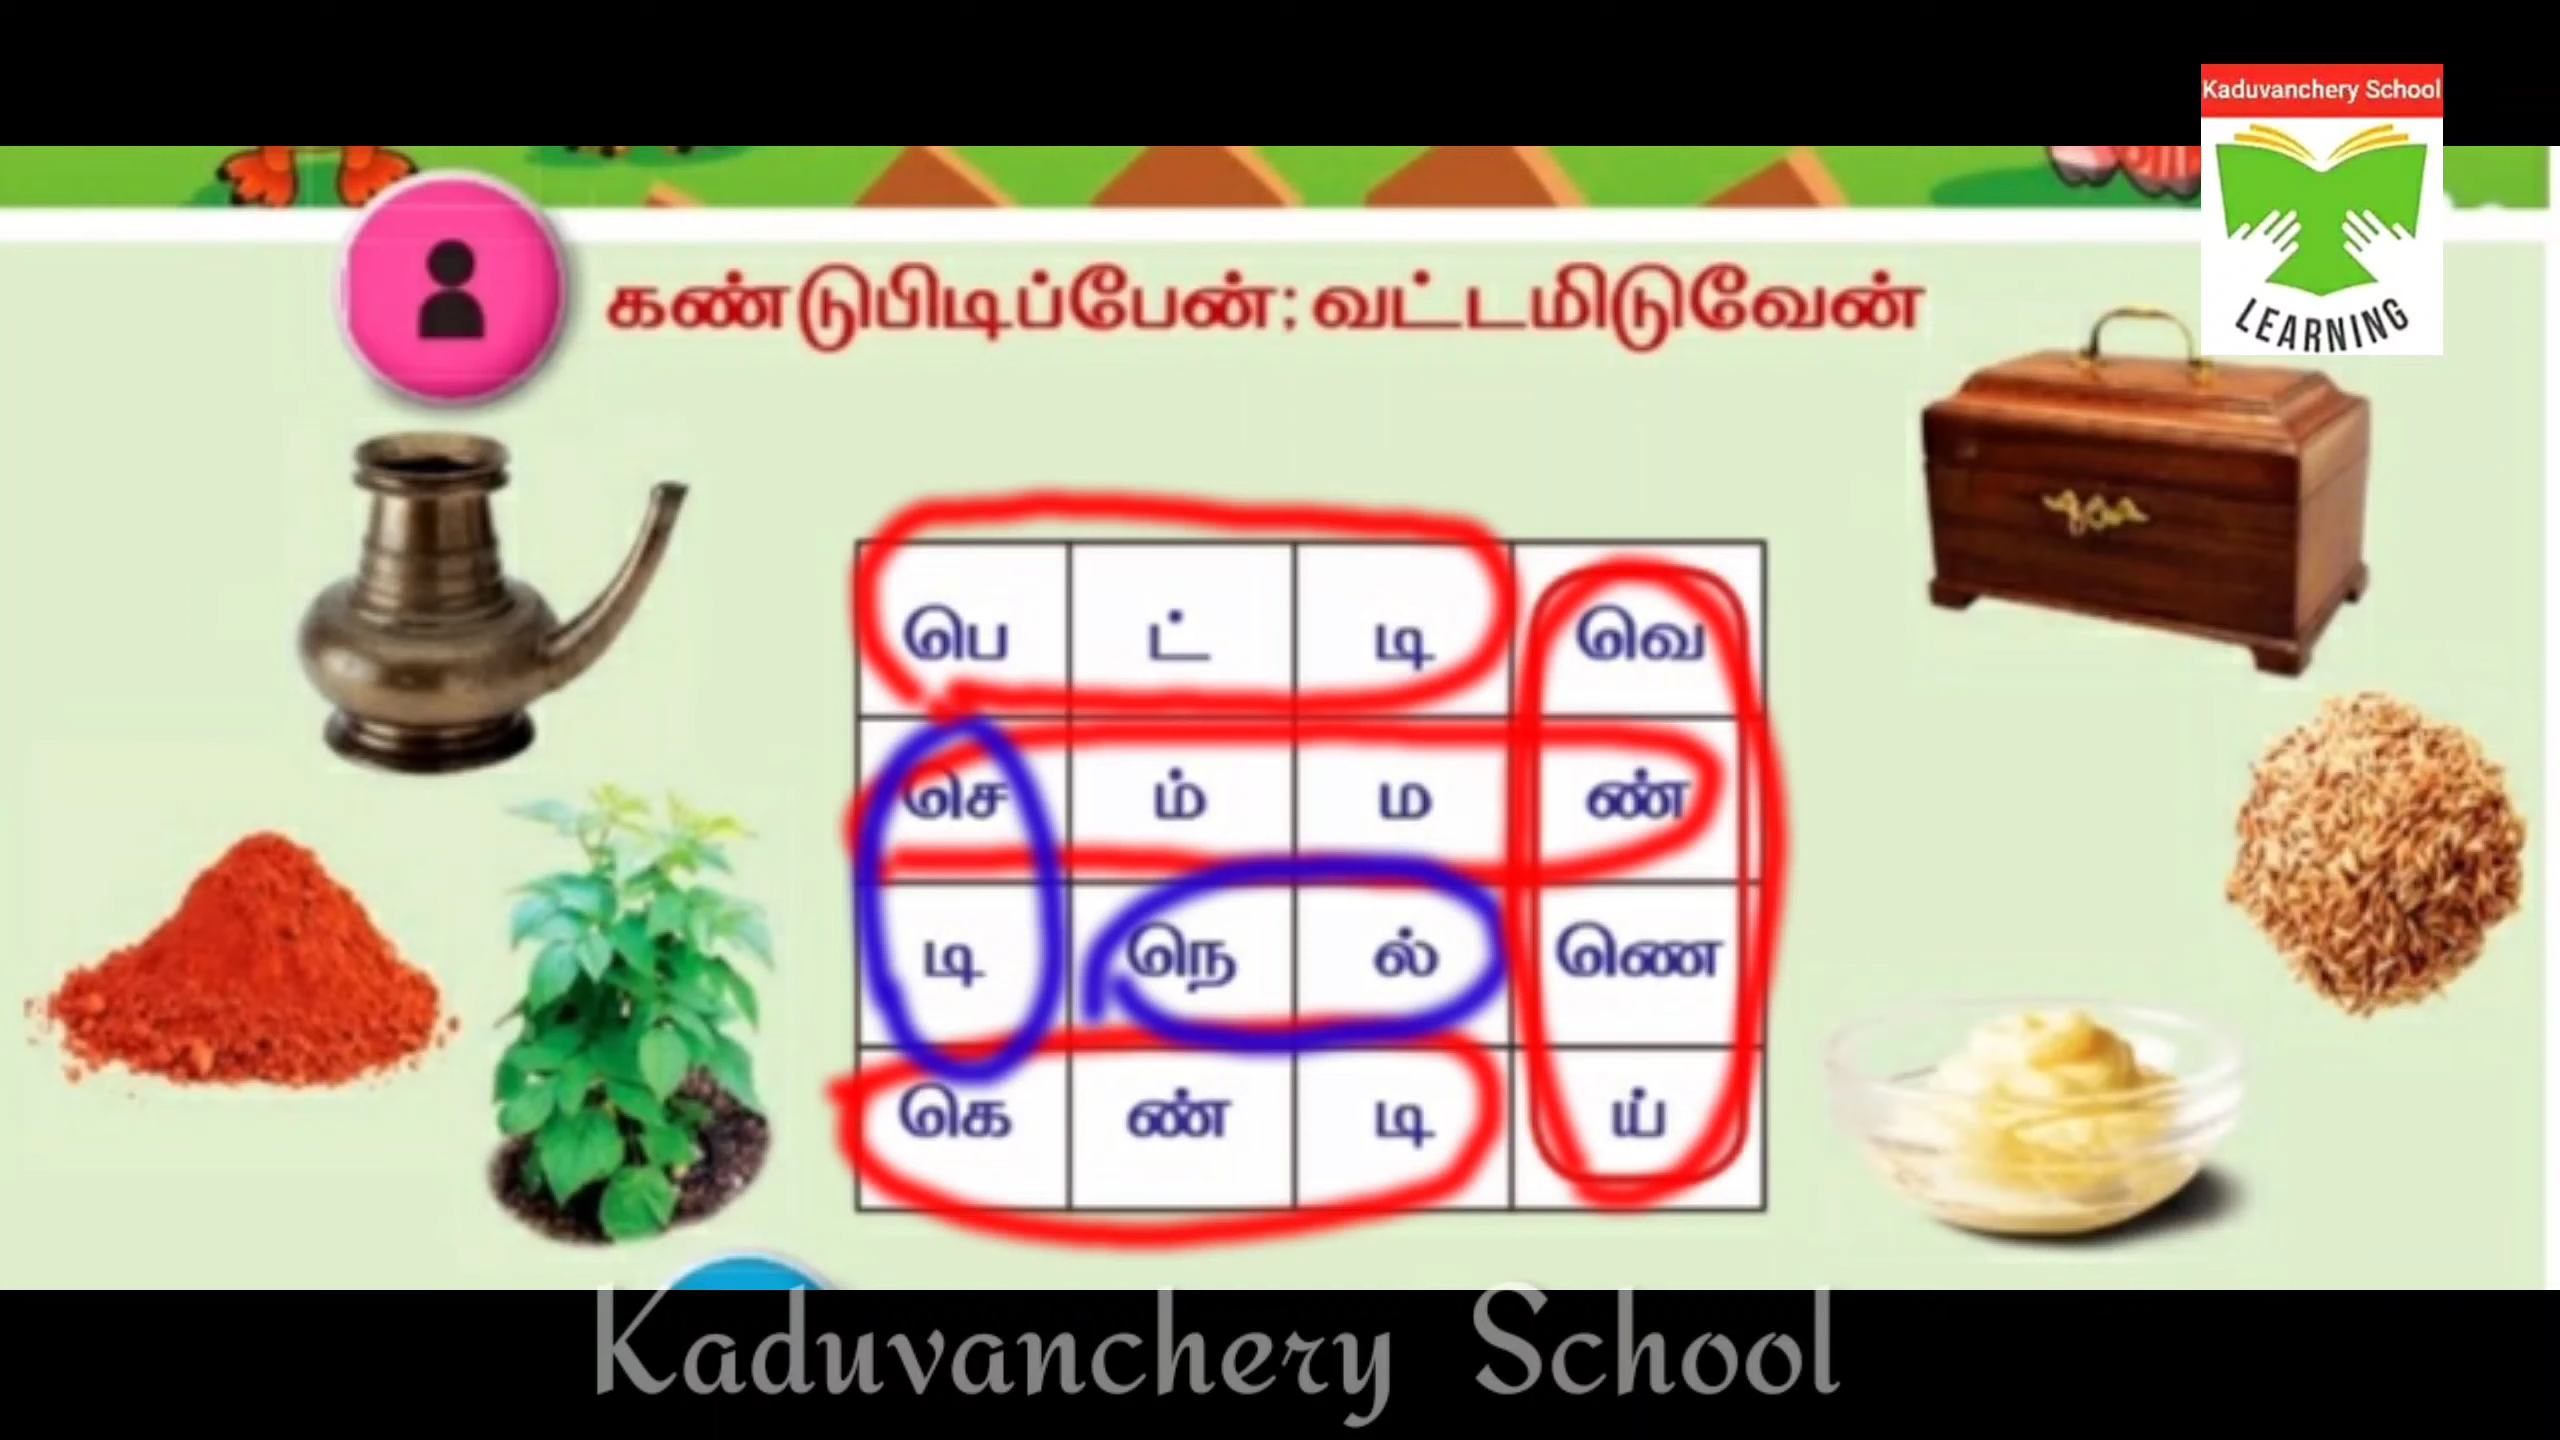 Kaduvanchery School
LEARNING
கண்டுபிடிப்பேன்; வட்டமிடுவேன்
பெ ட் டி வெ
செ ம் ம ண்
டி நெ ல் ணெ
கெ ண் டி ய்
Kaduvanchery School